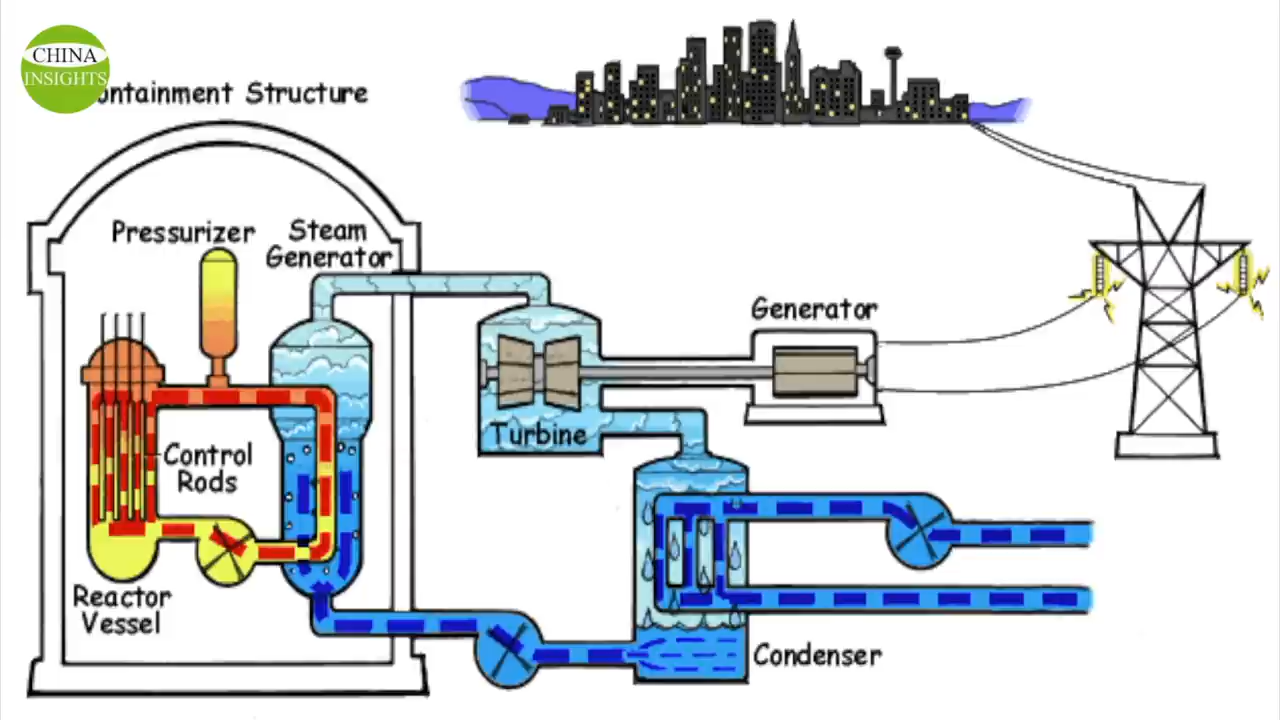 CHINA
INSIGHTS
ontainment Structure
Pressurizer
Steam
Generator
Generator
Turbine
Control
Rods
Reactor
Vessel
Condenser